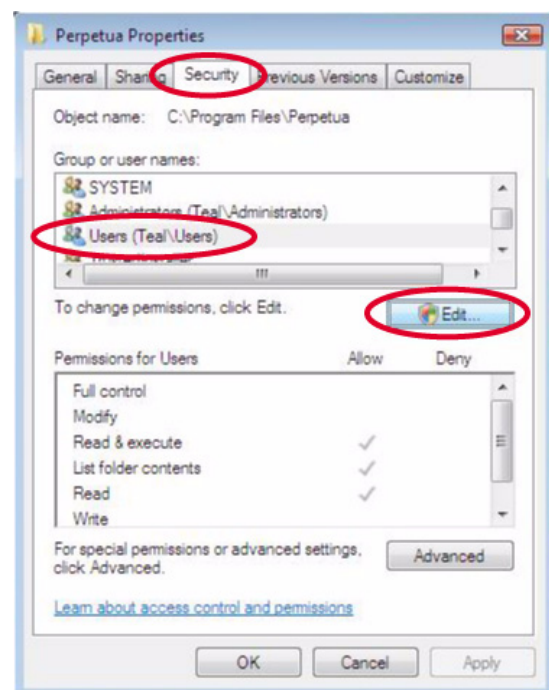 Perpetua Properties
General Sharing Security Previous Versions Customize
Object name: C:\Program Files\Perpetua
Group or user names:
SYSTEM
Administrators (Teal\Administrators)
Users (Teal\Users)
To change permissions, click Edit.
Edit...
Permissions for Users Allow Deny
Full control
Modify
Read & execute
List folder contents
Read
Write
For special permissions or advanced settings,
click Advanced.
Advanced
Learn about access control and permissions
OK Cancel Apply